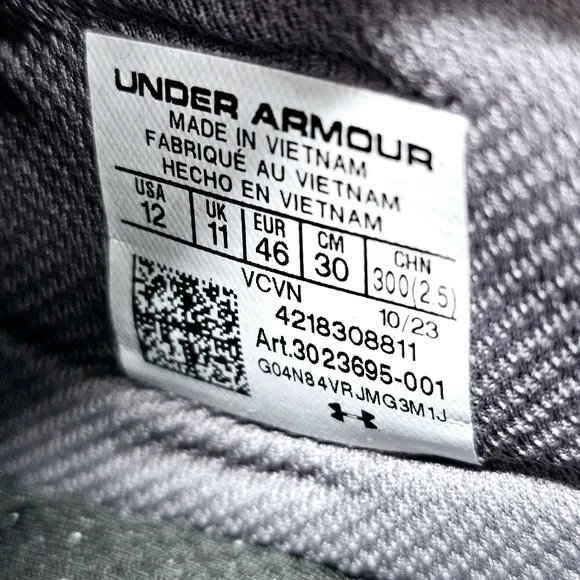 UNDER ARMOUR
MADE IN VIETNAM
FABRIQUÉ AU VIETNAM
HECHO EN VIETNAM
USA UK EUR CM CHN
12 11 46 30 300(2.5)
VCVN 10/23
4218308811
Art.3023695-001
G04N84VRJMG3M1J